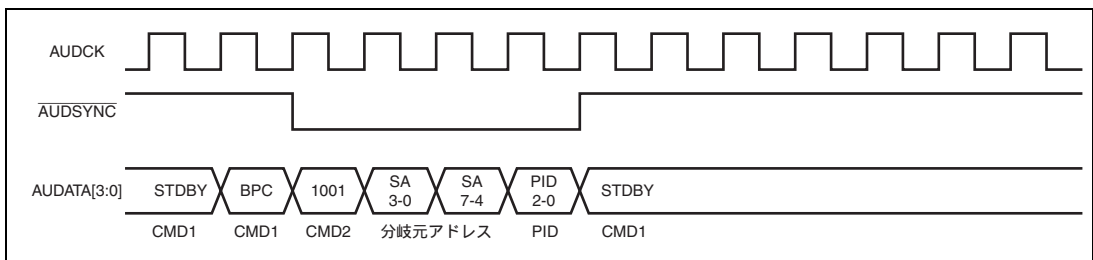 AUDCK
AUDSYNC
AUDATA[3:0] STDBY BPC 1001 SA 3-0 SA 7-4 PID 2-0 STDBY
CMD1 CMD1 CMD2 分岐元アドレス PID CMD1